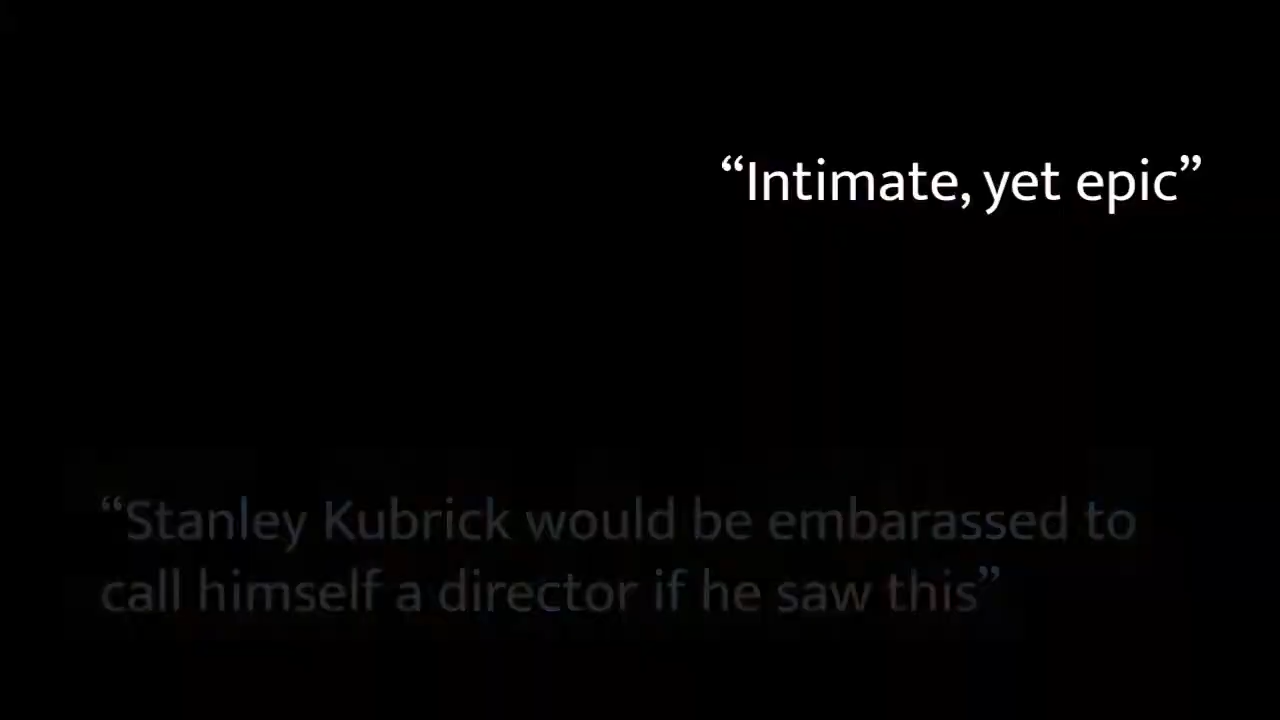 “Intimate, yet epic”
“Stanley Kubrick would be embarassed to
call himself a director if he saw this”